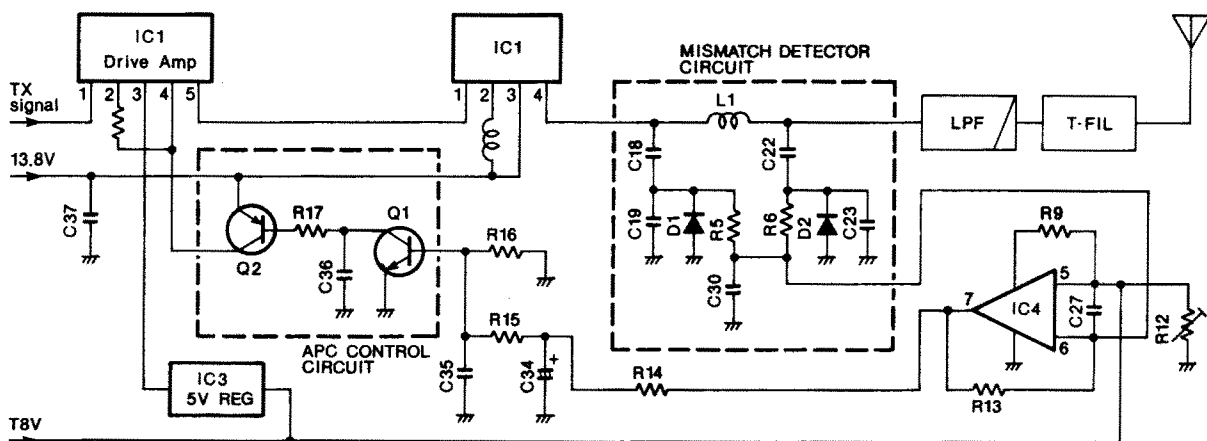 IC1
Drive Amp
1 2 3 4 5
TX
signal
13.8V
C37
IC1
1 2 3 4
MISMATCH DETECTOR
CIRCUIT
L1
C18
C22
C19
D1
R5
R6
D2
C23
C30
LPF
T-FIL
R17
Q1
Q2
C36
R16
APC CONTROL
CIRCUIT
R15
C35
C34
+
R14
R9
7
IC4
5
6
C27
R12
R13
IC3
5V REG
T8V